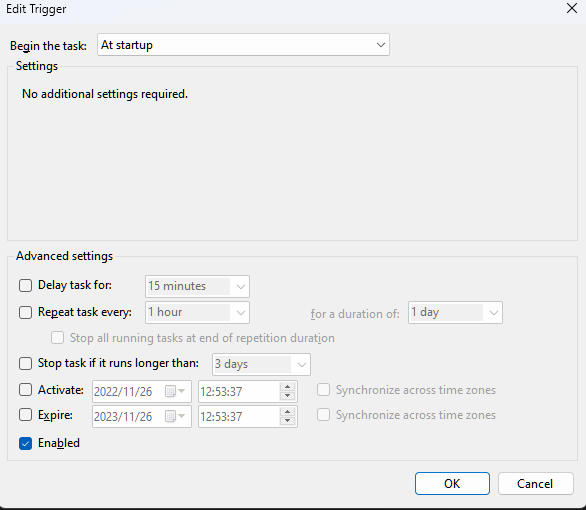 Edit Trigger
Begin the task: At startup
Settings
No additional settings required.
Advanced settings
Delay task for: 15 minutes
Repeat task every: 1 hour for a duration of: 1 day
Stop all running tasks at end of repetition duration
Stop task if it runs longer than: 3 days
Activate: 2022/11/26 12:53:37 Synchronize across time zones
Expire: 2023/11/26 12:53:37 Synchronize across time zones
Enabled
OK Cancel